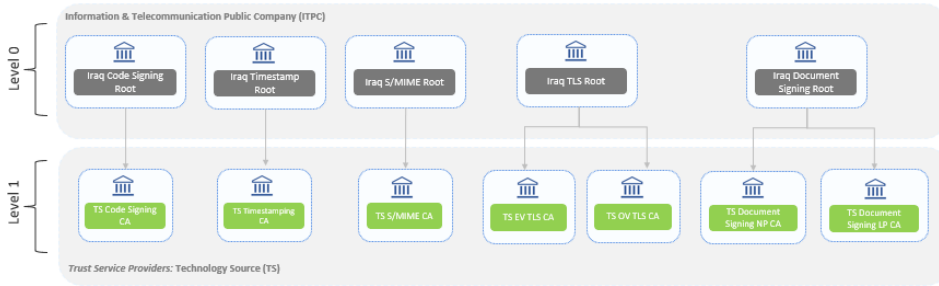 Information & Telecommunication Public Company (ITPC)
Level 0
Iraq Code Signing
Root
Iraq Timestamp
Root
Iraq S/MIME Root
Iraq TLS Root
Iraq Document
Signing Root
Level 1
TS Code Signing
CA
TS Timestamping
CA
TS S/MIME CA
TS EV TLS CA
TS OV TLS CA
TS Document
Signing NP CA
TS Document
Signing LP CA
Trust Service Providers: Technology Source (TS)